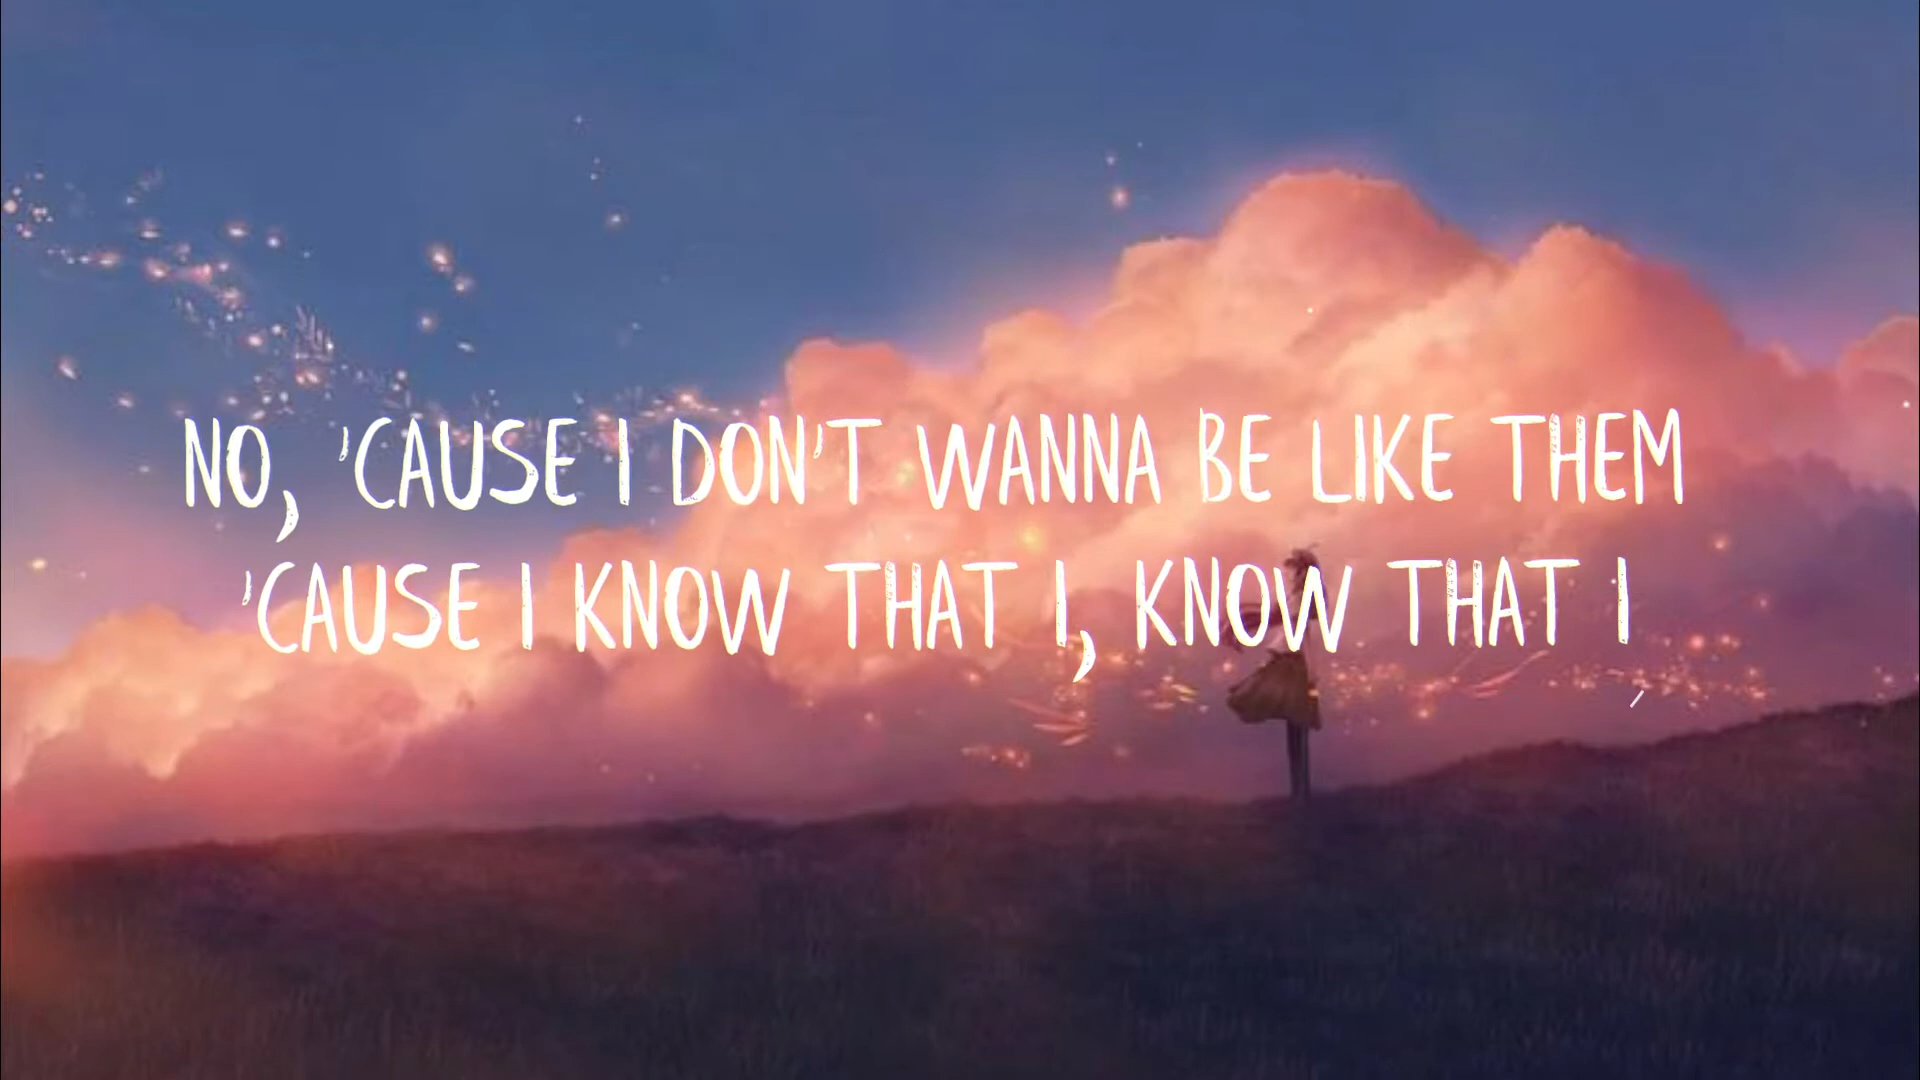 NO, 'CAUSE I DON'T WANNA BE LIKE THEM
'CAUSE I KNOW THAT I, KNOW THAT I